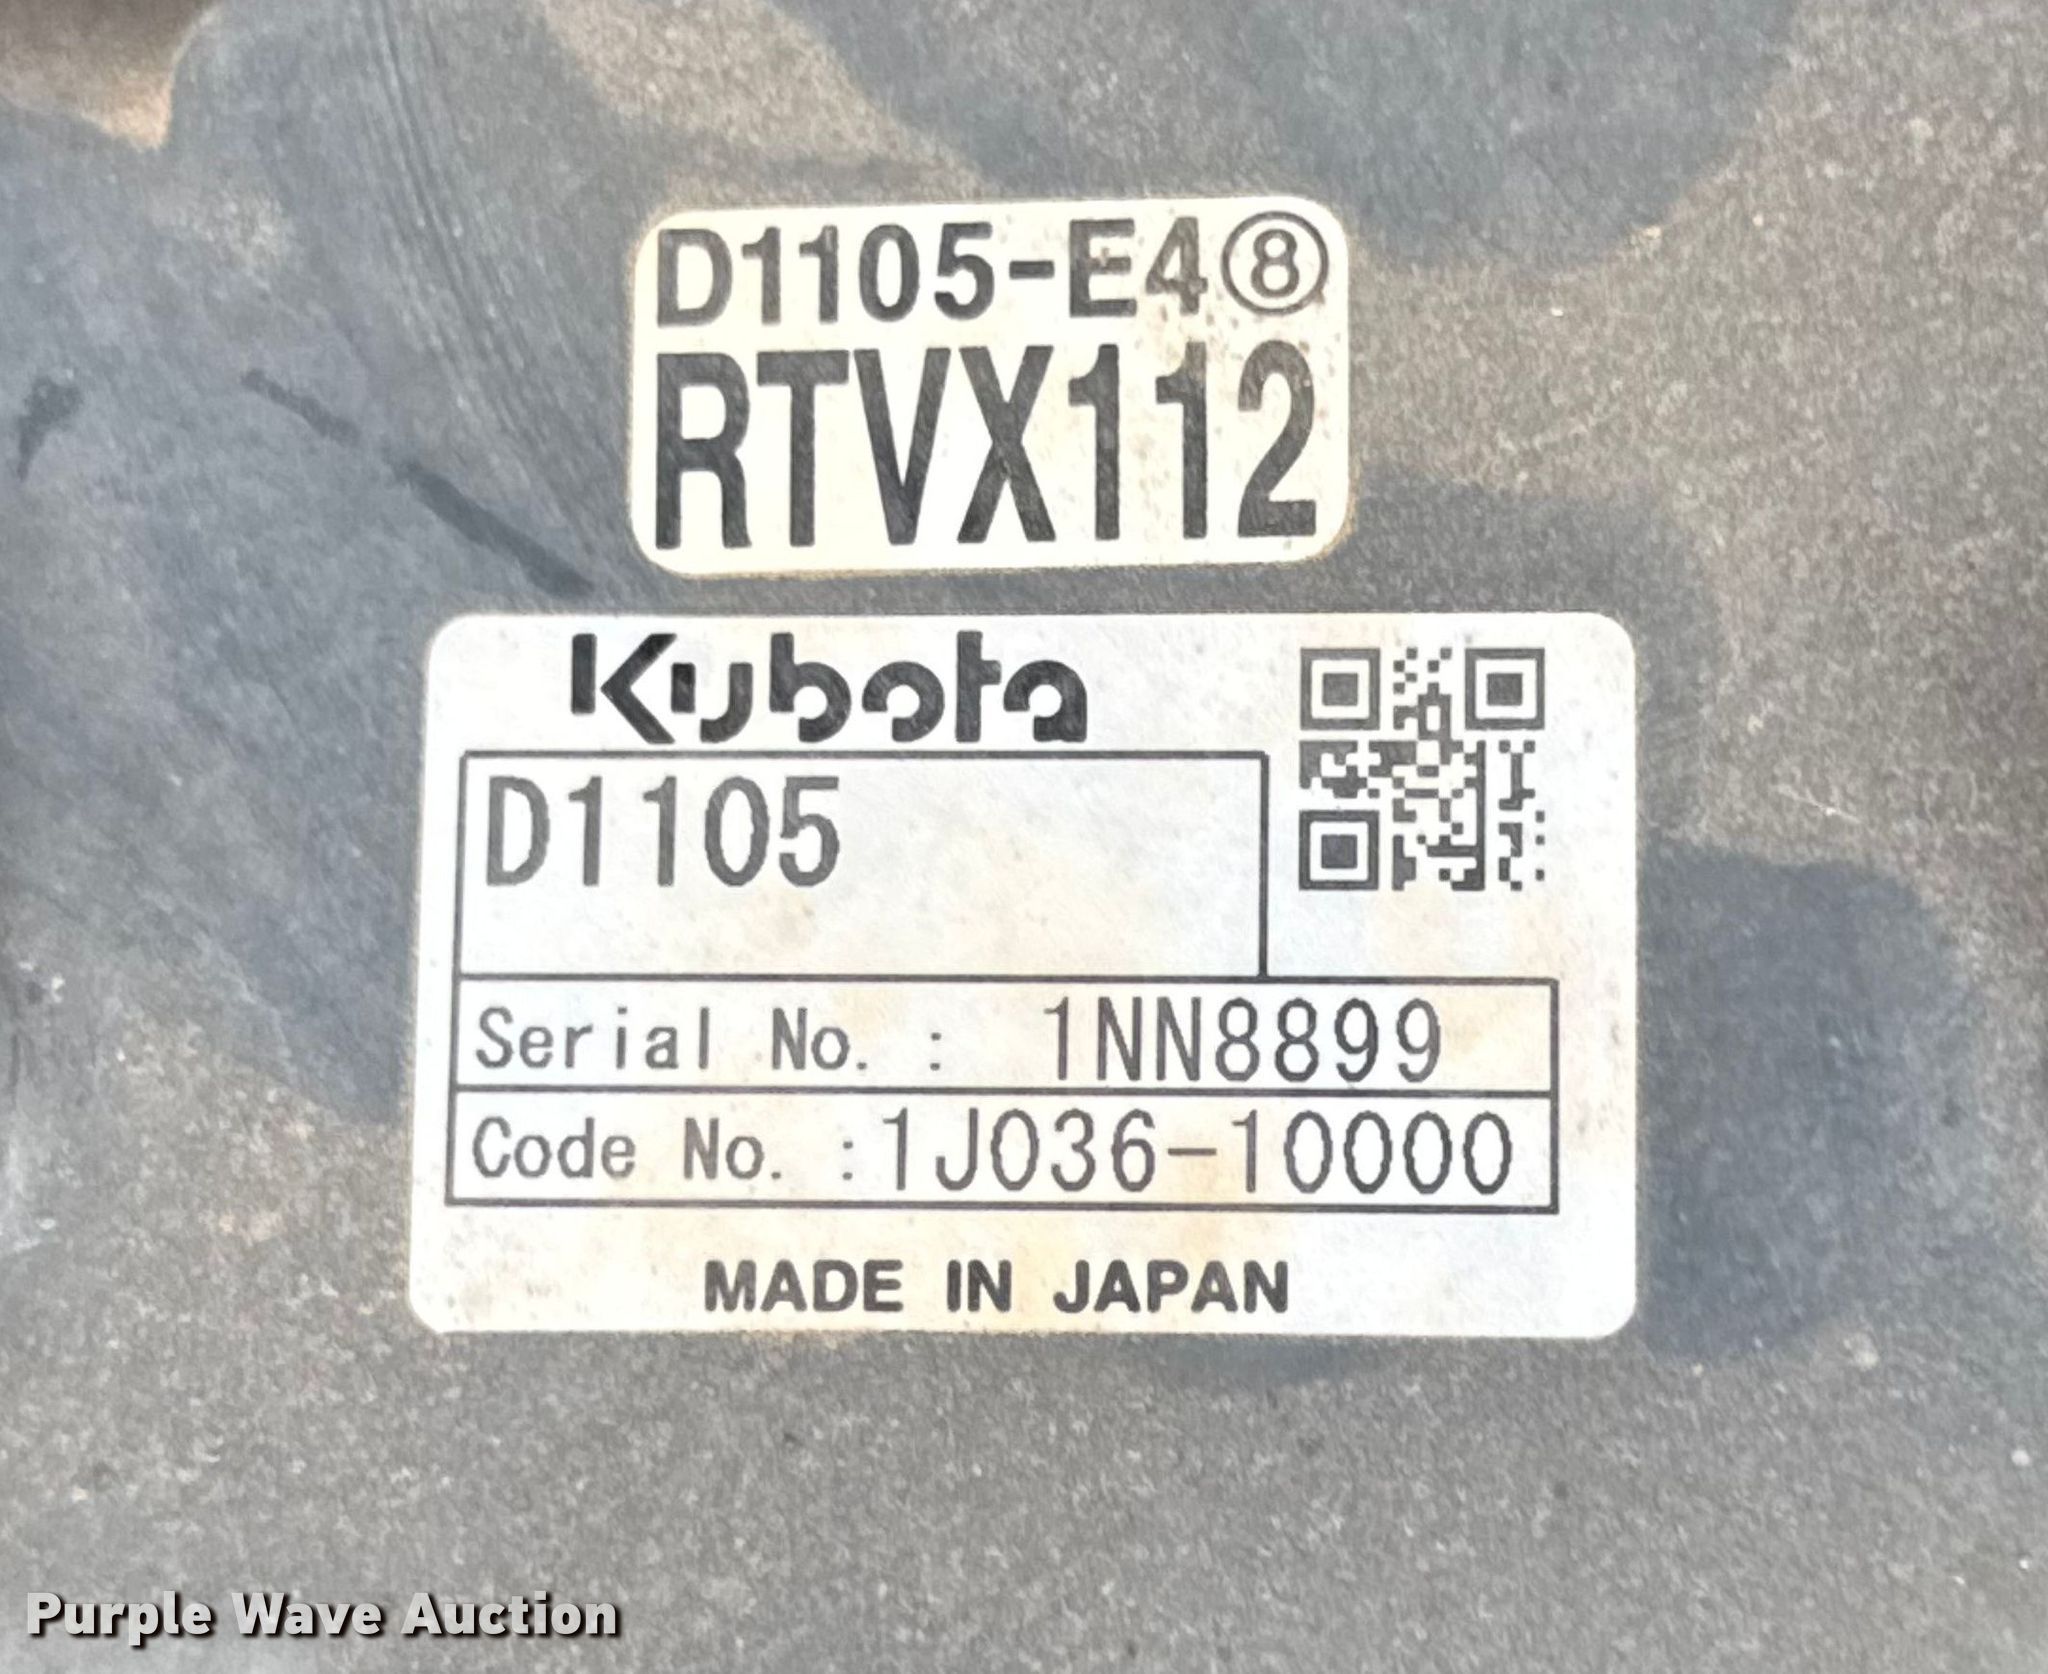 D1105-E4⑧
RTVX112
Kubota
D1105
Serial No. : 1NN8899
Code No. :1J036-10000
MADE IN JAPAN
Purple Wave Auction